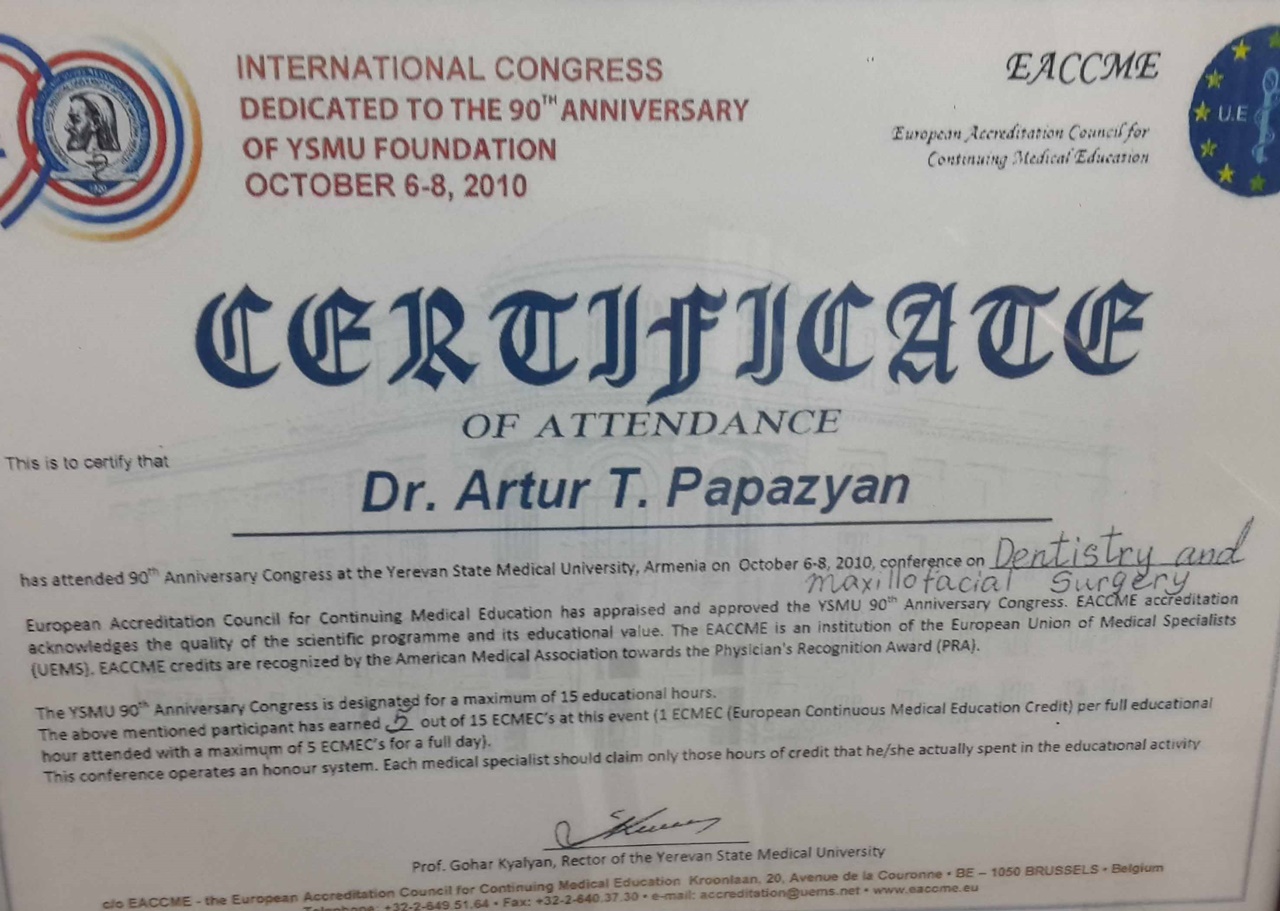 INTERNATIONAL CONGRESS
DEDICATED TO THE 90TH ANNIVERSARY
OF YSMU FOUNDATION
OCTOBER 6-8, 2010
EACCME
European Accreditation Council for
Continuing Medical Education
U.E
1920
CERTIFICATE
OF ATTENDANCE
This is to certify that
Dr. Artur T. Papazyan
has attended 90th Anniversary Congress at the Yerevan State Medical University, Armenia on October 6-8, 2010, conference on Dentistry and
maxillofacial Surgery
European Accreditation Council for Continuing Medical Education has appraised and approved the YSMU 90th Anniversary Congress. EACCME accreditation
acknowledges the quality of the scientific programme and its educational value. The EACCME is an institution of the European Union of Medical Specialists
(UEMS). EACCME credits are recognized by the American Medical Association towards the Physician's Recognition Award (PRA).
The YSMU 90th Anniversary Congress is designated for a maximum of 15 educational hours.
The above mentioned participant has earned 5 out of 15 ECMEC's at this event (1 ECMEC (European Continuous Medical Education Credit) per full educational
hour attended with a maximum of 5 ECMEC's for a full day).
This conference operates an honour system. Each medical specialist should claim only those hours of credit that he/she actually spent in the educational activity
Prof. Gohar Kyalyan, Rector of the Yerevan State Medical University
c/o EACCME - the European Accreditation Council for Continuing Medical Education Kroonlaan, 20, Avenue de la Couronne • BE – 1050 BRUSSELS • Belgium
Telephone: +32-2-649.51.64 • Fax: +32-2-640.37.30 • e-mail: accreditation@uems.net • www.eaccme.eu